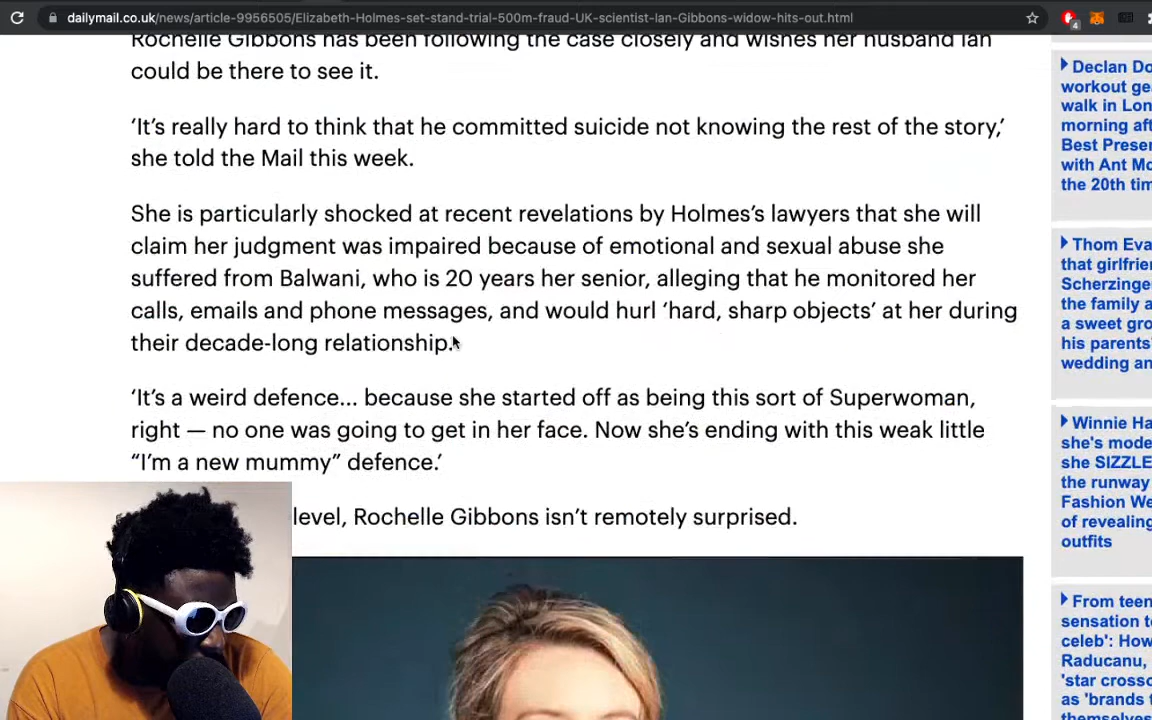 dailymail.co.uk/news/article-9956505/Elizabeth-Holmes-set-stand-trial-500m-fraud-UK-scientist-Ian-Gibbons-widow-hits-out.html
4
Rochelle Gibbons has been following the case closely and wishes her husband Ian
could be there to see it.
‘It’s really hard to think that he committed suicide not knowing the rest of the story,’
she told the Mail this week.
She is particularly shocked at recent revelations by Holmes’s lawyers that she will
claim her judgment was impaired because of emotional and sexual abuse she
suffered from Balwani, who is 20 years her senior, alleging that he monitored her
calls, emails and phone messages, and would hurl ‘hard, sharp objects’ at her during
their decade-long relationship.
‘It’s a weird defence... because she started off as being this sort of Superwoman,
right — no one was going to get in her face. Now she’s ending with this weak little
“I’m a new mummy” defence.’
level, Rochelle Gibbons isn’t remotely surprised.
Declan Do
workout ge
walk in Lon
morning aft
Best Prese
with Ant Mc
the 20th tim
Thom Eva
that girlfrie
Scherzinge
the family a
a sweet gro
his parents'
wedding an
Winnie Ha
she's mode
she SIZZLE
the runway
Fashion We
of revealing
outfits
From teen
sensation to
celeb': How
Raducanu,
'star crosso
as 'brands t
themselves